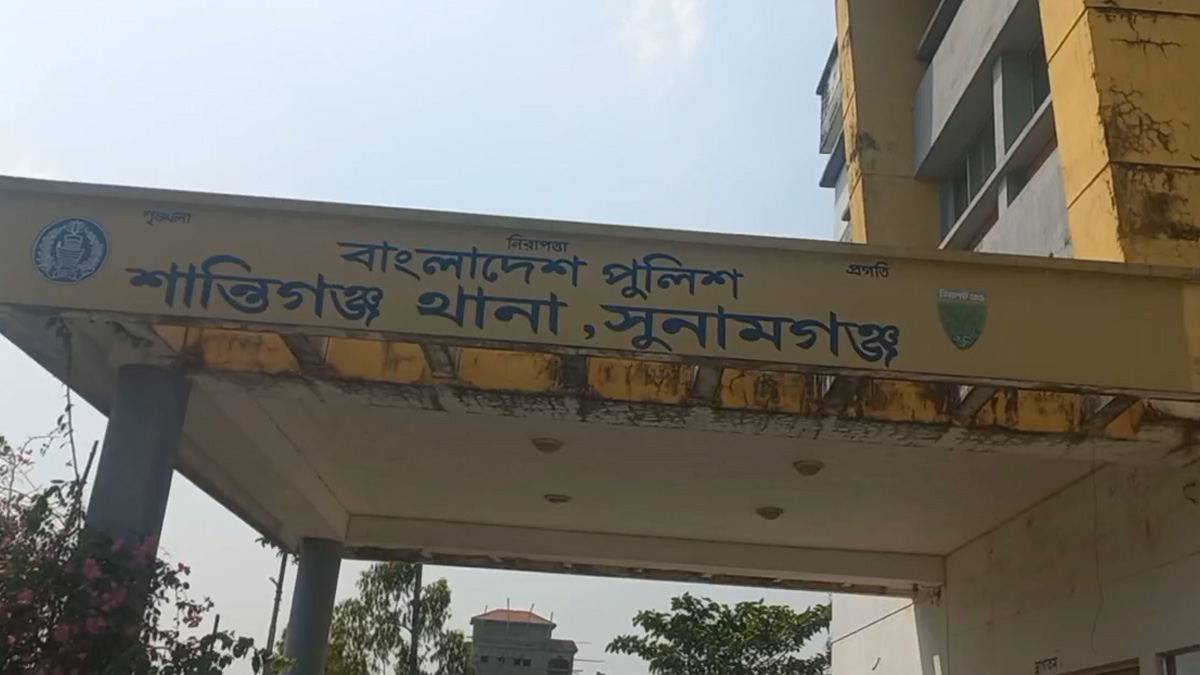 শৃঙ্খলা নিরাপত্তা প্রগতি
বাংলাদেশ পুলিশ
শান্তিগঞ্জ থানা, সুনামগঞ্জ